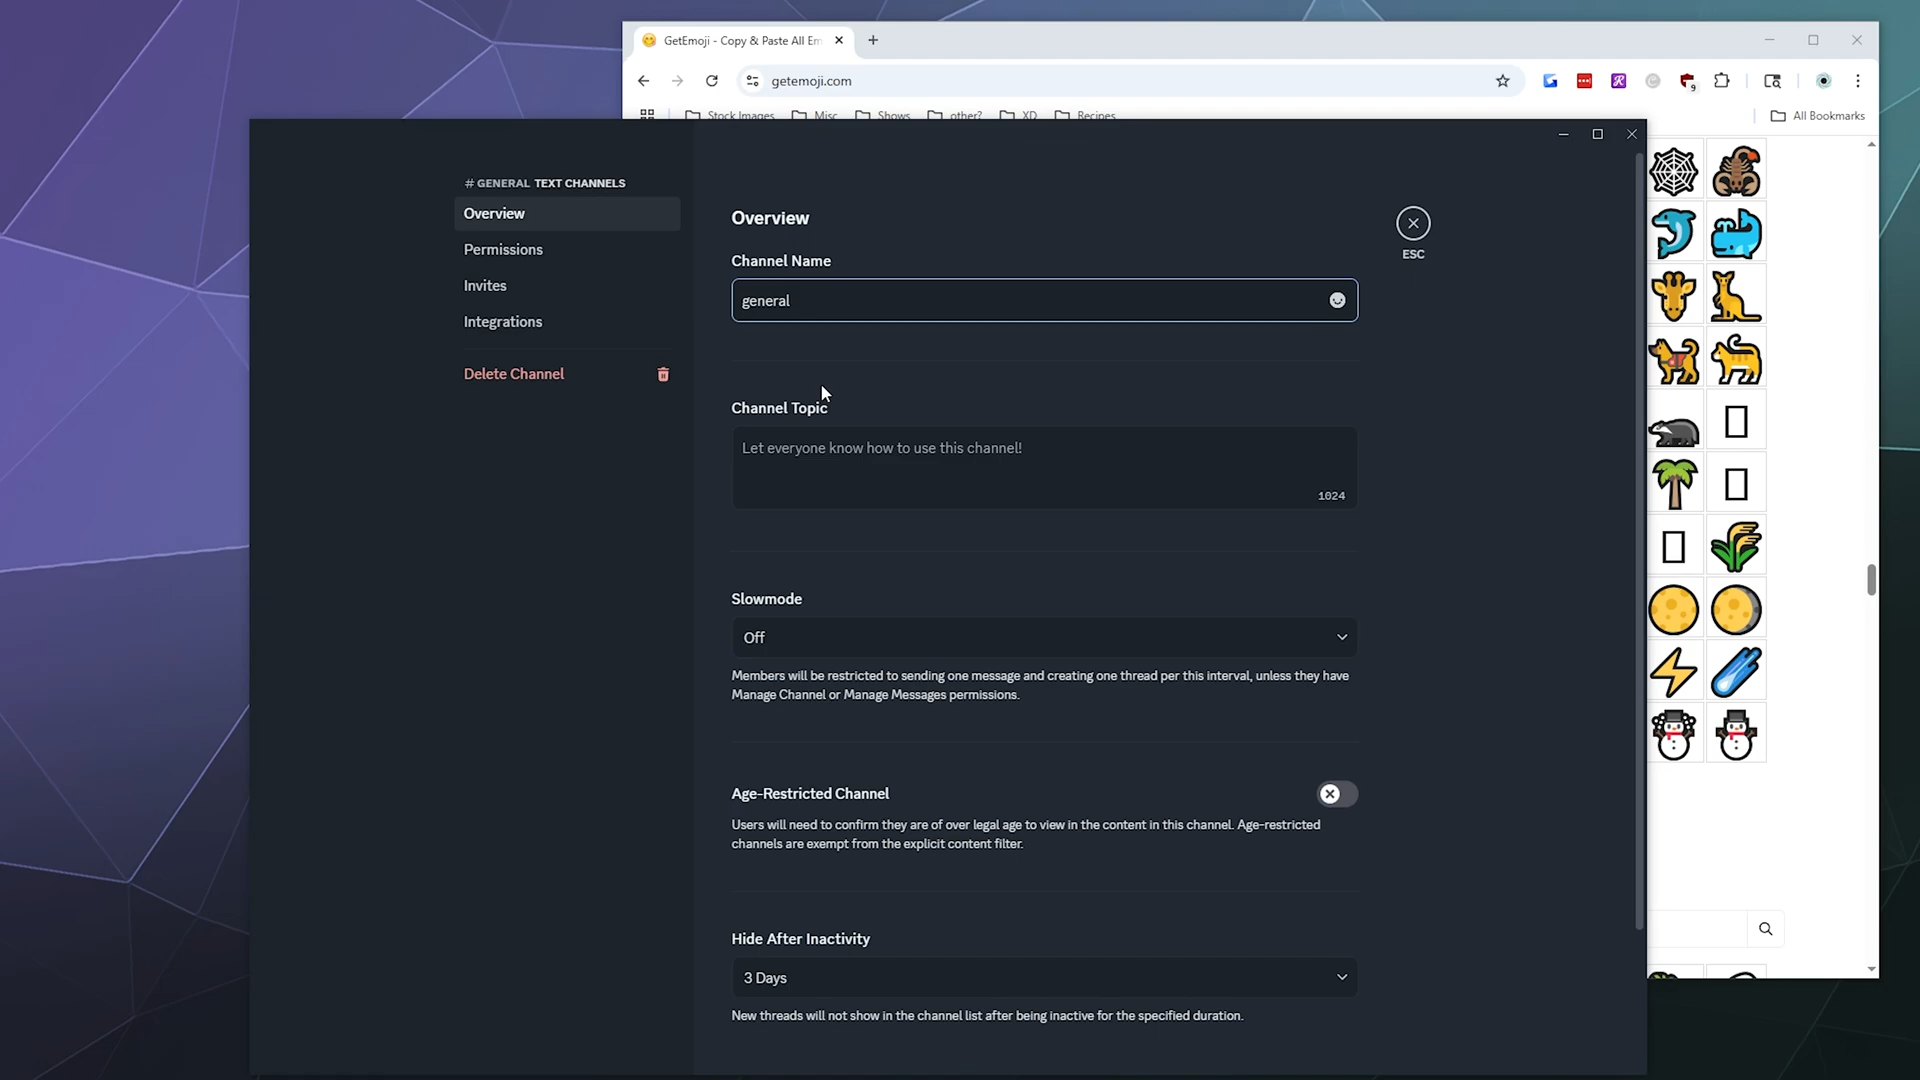 GetEmoji - Copy & Paste All Em
getemoji.com
9
Stock Images
Misc
Shows
other?
XD
Recipes
All Bookmarks
# GENERAL TEXT CHANNELS
Overview
Permissions
Invites
Integrations
Delete Channel
Overview
ESC
Channel Name
general
Channel Topic
Let everyone know how to use this channel!
1024
Slowmode
Off
Members will be restricted to sending one message and creating one thread per this interval, unless they have
Manage Channel or Manage Messages permissions.
Age-Restricted Channel
Users will need to confirm they are of over legal age to view in the content in this channel. Age-restricted
channels are exempt from the explicit content filter.
Hide After Inactivity
3 Days
New threads will not show in the channel list after being inactive for the specified duration.